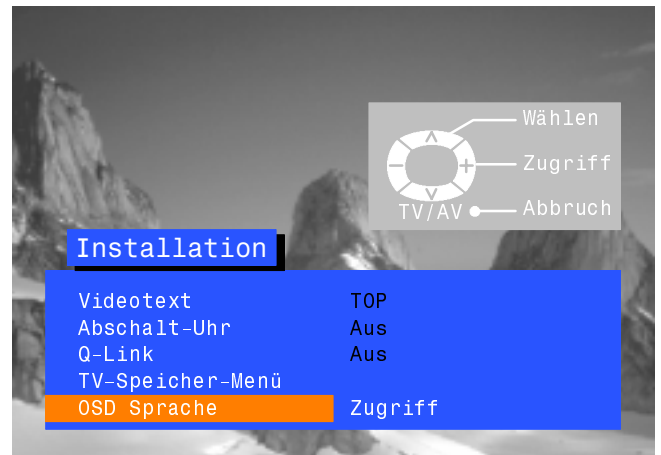 Wählen
Zugriff
TV/AV Abbruch
Installation
Videotext TOP
Abschalt-Uhr Aus
Q-Link Aus
TV-Speicher-Menü
OSD Sprache Zugriff